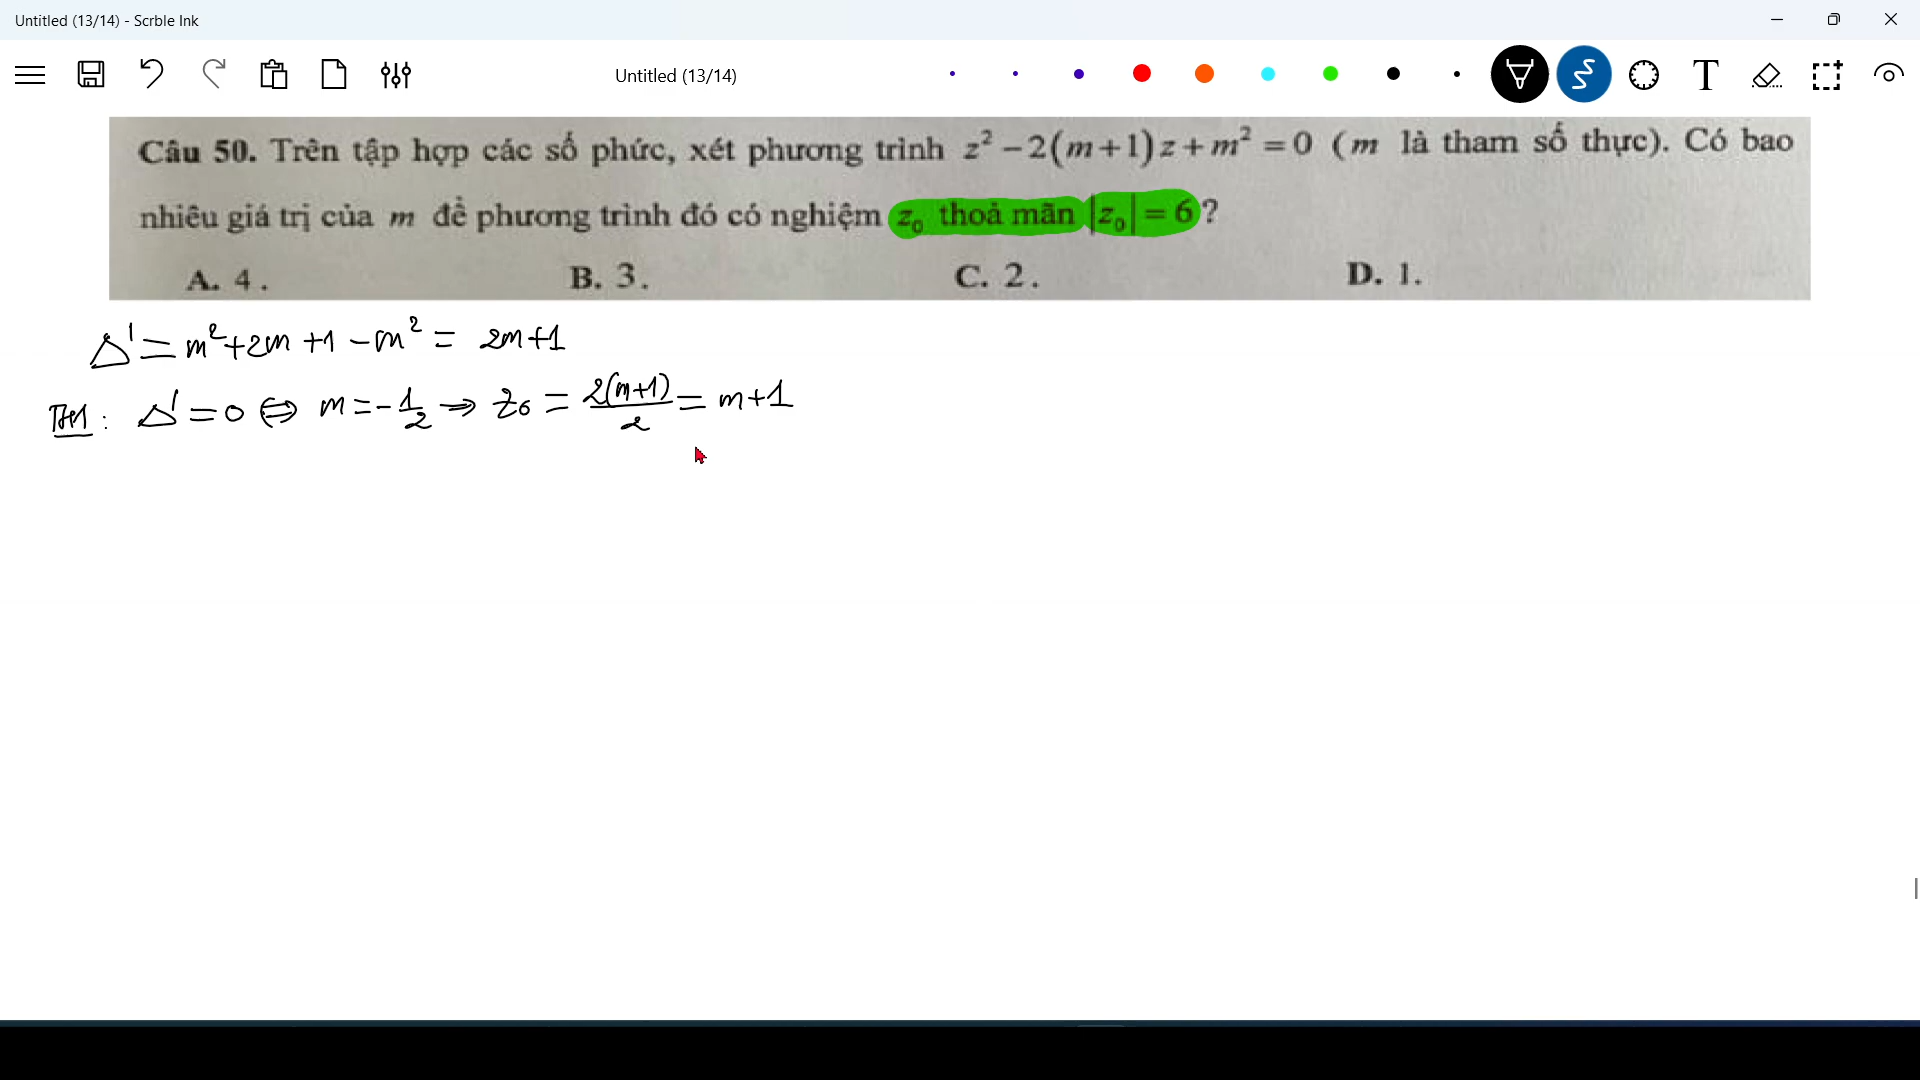 Untitled (13/14) - Scrble Ink
Untitled (13/14)
T
Câu 50. Trên tập hợp các số phức, xét phương trình z² − 2(m+1)z + m² = 0 (m là tham số thực). Có bao
nhiêu giá trị của m để phương trình đó có nghiệm z₀ thoả mãn |z₀| = 6 ?
A. 4 . B. 3 . C. 2 . D. 1 .
Δ' = m² + 2m + 1 − m² = 2m + 1
TH1 : Δ' = 0 ⇔ m = −1/2 → z₀ = 2(m+1)/2 = m + 1